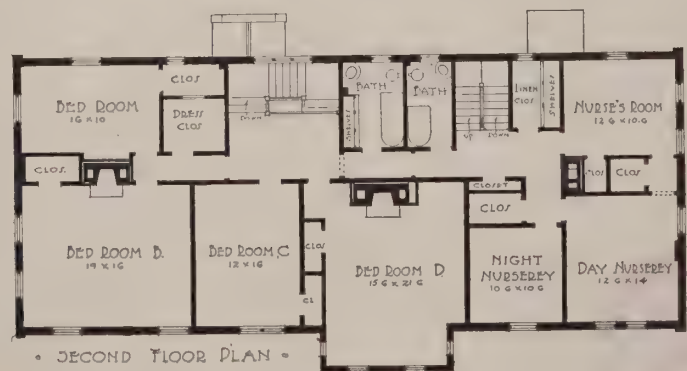 CLOS
BED ROOM
16 X 10
DRESS
CLOS
DOWN
BATH
BATH
SHELVES
UP DOWN
LINEN
CLOS
SHELVES
NURSE'S ROOM
12 6 X 10.6
CLOS.
CLOS
CLOS
CLOSET
CLOS
BED ROOM B.
19 X 16
BED ROOM C
12 X 16
CLOS
CL
BED ROOM D
15 6 X 21 6
NIGHT
NURSEREY
10 6 X 10 6
DAY NURSEREY
12 6 X 14
• SECOND FLOOR PLAN •